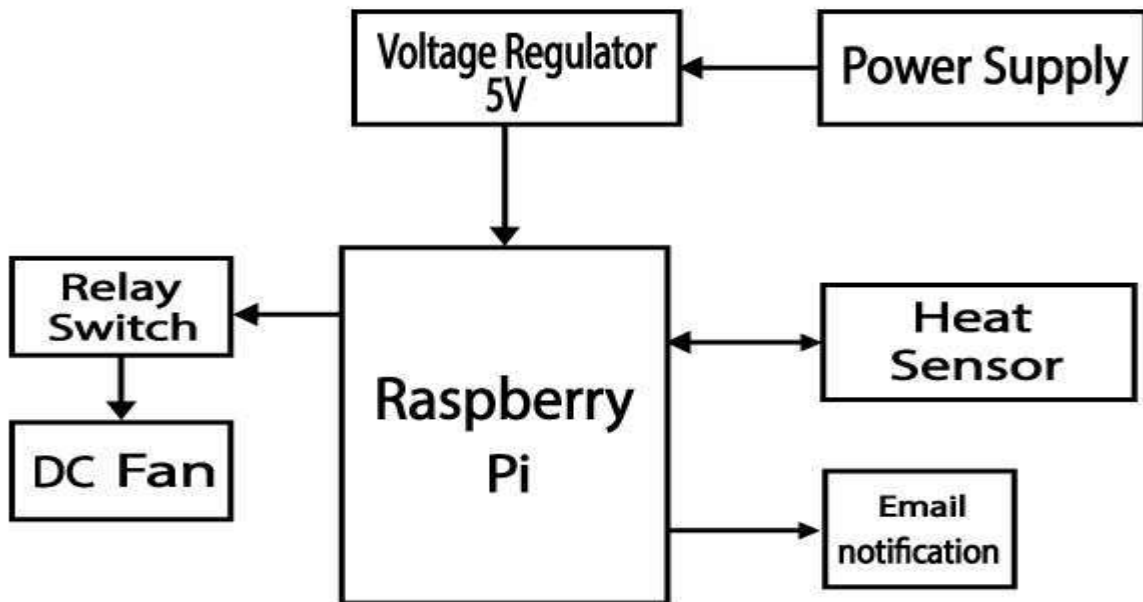 Voltage Regulator
5V
Power Supply
Relay
Switch
Heat
Sensor
Raspberry
Pi
DC Fan
Email
notification